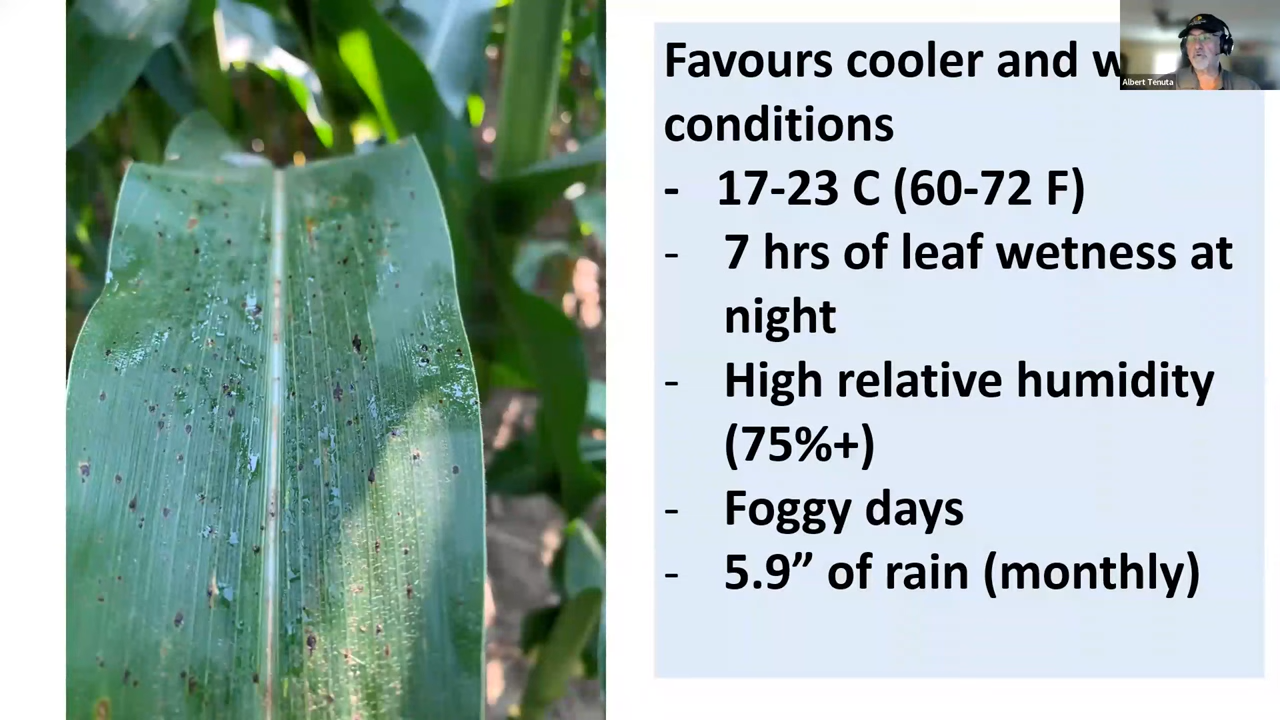 Favours cooler and w
conditions
- 17-23 C (60-72 F)
- 7 hrs of leaf wetness at
night
- High relative humidity
(75%+)
- Foggy days
- 5.9” of rain (monthly)
Albert Tenuta